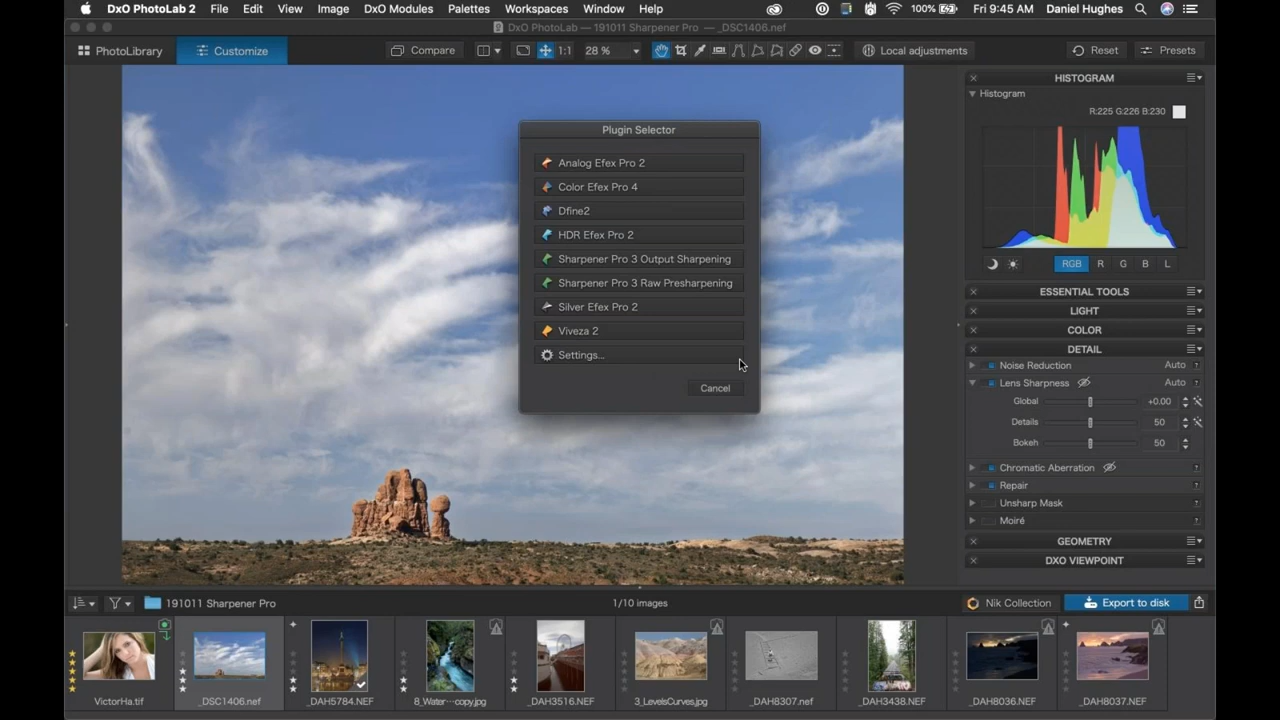 DxO PhotoLab 2 File Edit View Image DxO Modules Palettes Workspaces Window Help 100% Fri 9:45 AM Daniel Hughes
DxO PhotoLab — 191011 Sharpener Pro — _DSC1406.nef
PhotoLibrary Customize Compare 1:1 28 % Local adjustments Reset Presets
HISTOGRAM
Histogram
R:225 G:226 B:230
RGB R G B L
ESSENTIAL TOOLS
LIGHT
COLOR
DETAIL
Noise Reduction Auto ?
Lens Sharpness Auto ?
Global +0.00
Details 50
Bokeh 50
Chromatic Aberration ?
Repair ?
Unsharp Mask ?
Moiré ?
GEOMETRY
DXO VIEWPOINT
Plugin Selector
Analog Efex Pro 2
Color Efex Pro 4
Dfine2
HDR Efex Pro 2
Sharpener Pro 3 Output Sharpening
Sharpener Pro 3 Raw Presharpening
Silver Efex Pro 2
Viveza 2
Settings...
Cancel
191011 Sharpener Pro 1/10 images Nik Collection Export to disk
VictorHa.tif _DSC1406.nef _DAH5784.NEF 8_Water···copy.jpg _DAH3516.NEF 3_LevelsCurves.jpg _DAH8307.nef _DAH3438.NEF _DAH8036.NEF _DAH8037.NEF